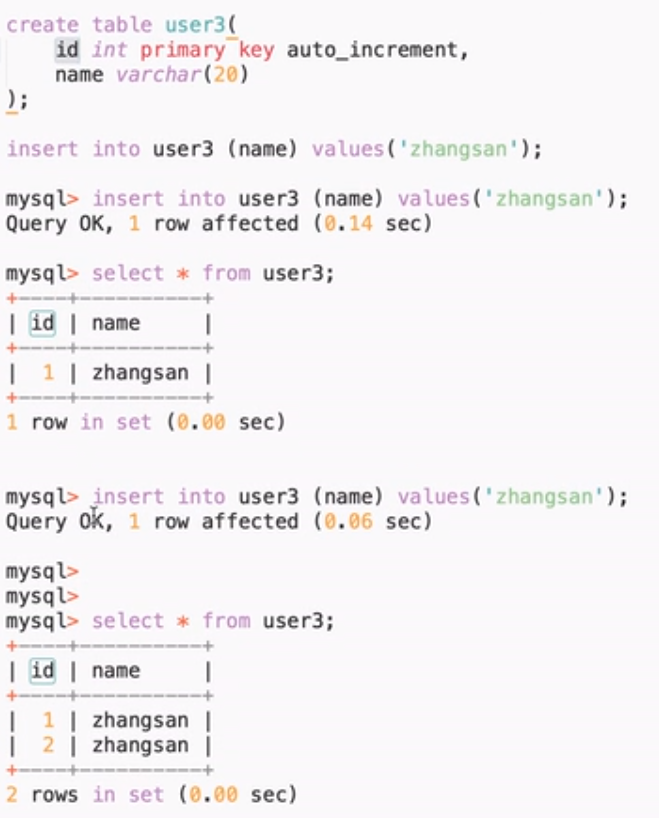 create table user3(
    id int primary key auto_increment,
    name varchar(20)
);
insert into user3 (name) values('zhangsan');
mysql> insert into user3 (name) values('zhangsan');
Query OK, 1 row affected (0.14 sec)
mysql> select * from user3;
+----+----------+
| id | name     |
+----+----------+
|  1 | zhangsan |
+----+----------+
1 row in set (0.00 sec)
mysql> insert into user3 (name) values('zhangsan');
Query OK, 1 row affected (0.06 sec)
mysql>
mysql>
mysql> select * from user3;
+----+----------+
| id | name     |
+----+----------+
|  1 | zhangsan |
|  2 | zhangsan |
+----+----------+
2 rows in set (0.00 sec)